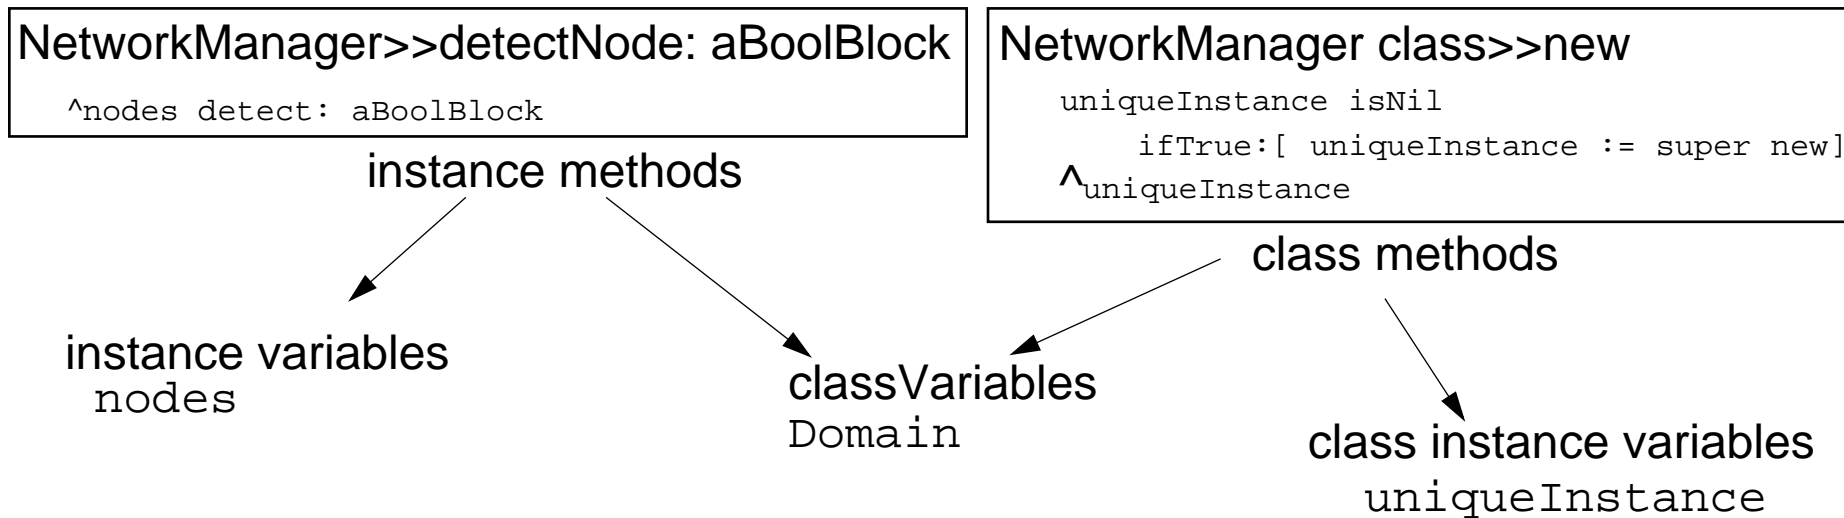 NetworkManager>>detectNode: aBoolBlock
^nodes detect: aBoolBlock
NetworkManager class>>new
uniqueInstance isNil
ifTrue:[ uniqueInstance := super new]
^uniqueInstance
instance methods
class methods
instance variables
nodes
classVariables
Domain
class instance variables
uniqueInstance